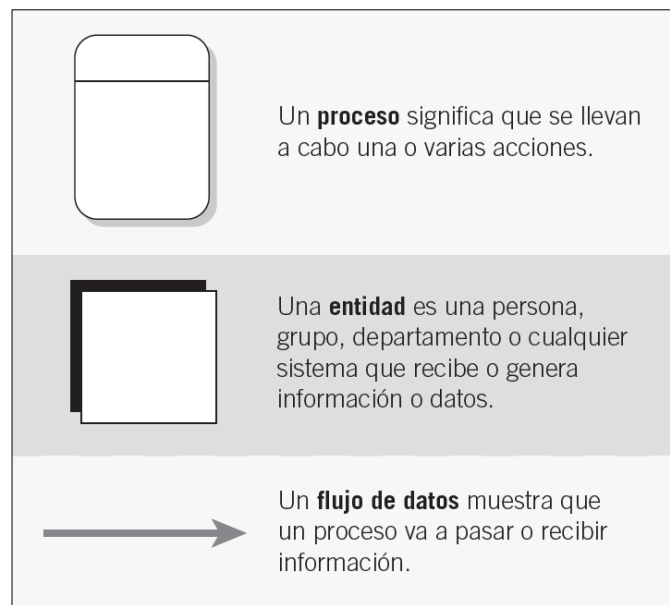 Un proceso significa que se llevan
a cabo una o varias acciones.
Una entidad es una persona,
grupo, departamento o cualquier
sistema que recibe o genera
información o datos.
Un flujo de datos muestra que
un proceso va a pasar o recibir
información.